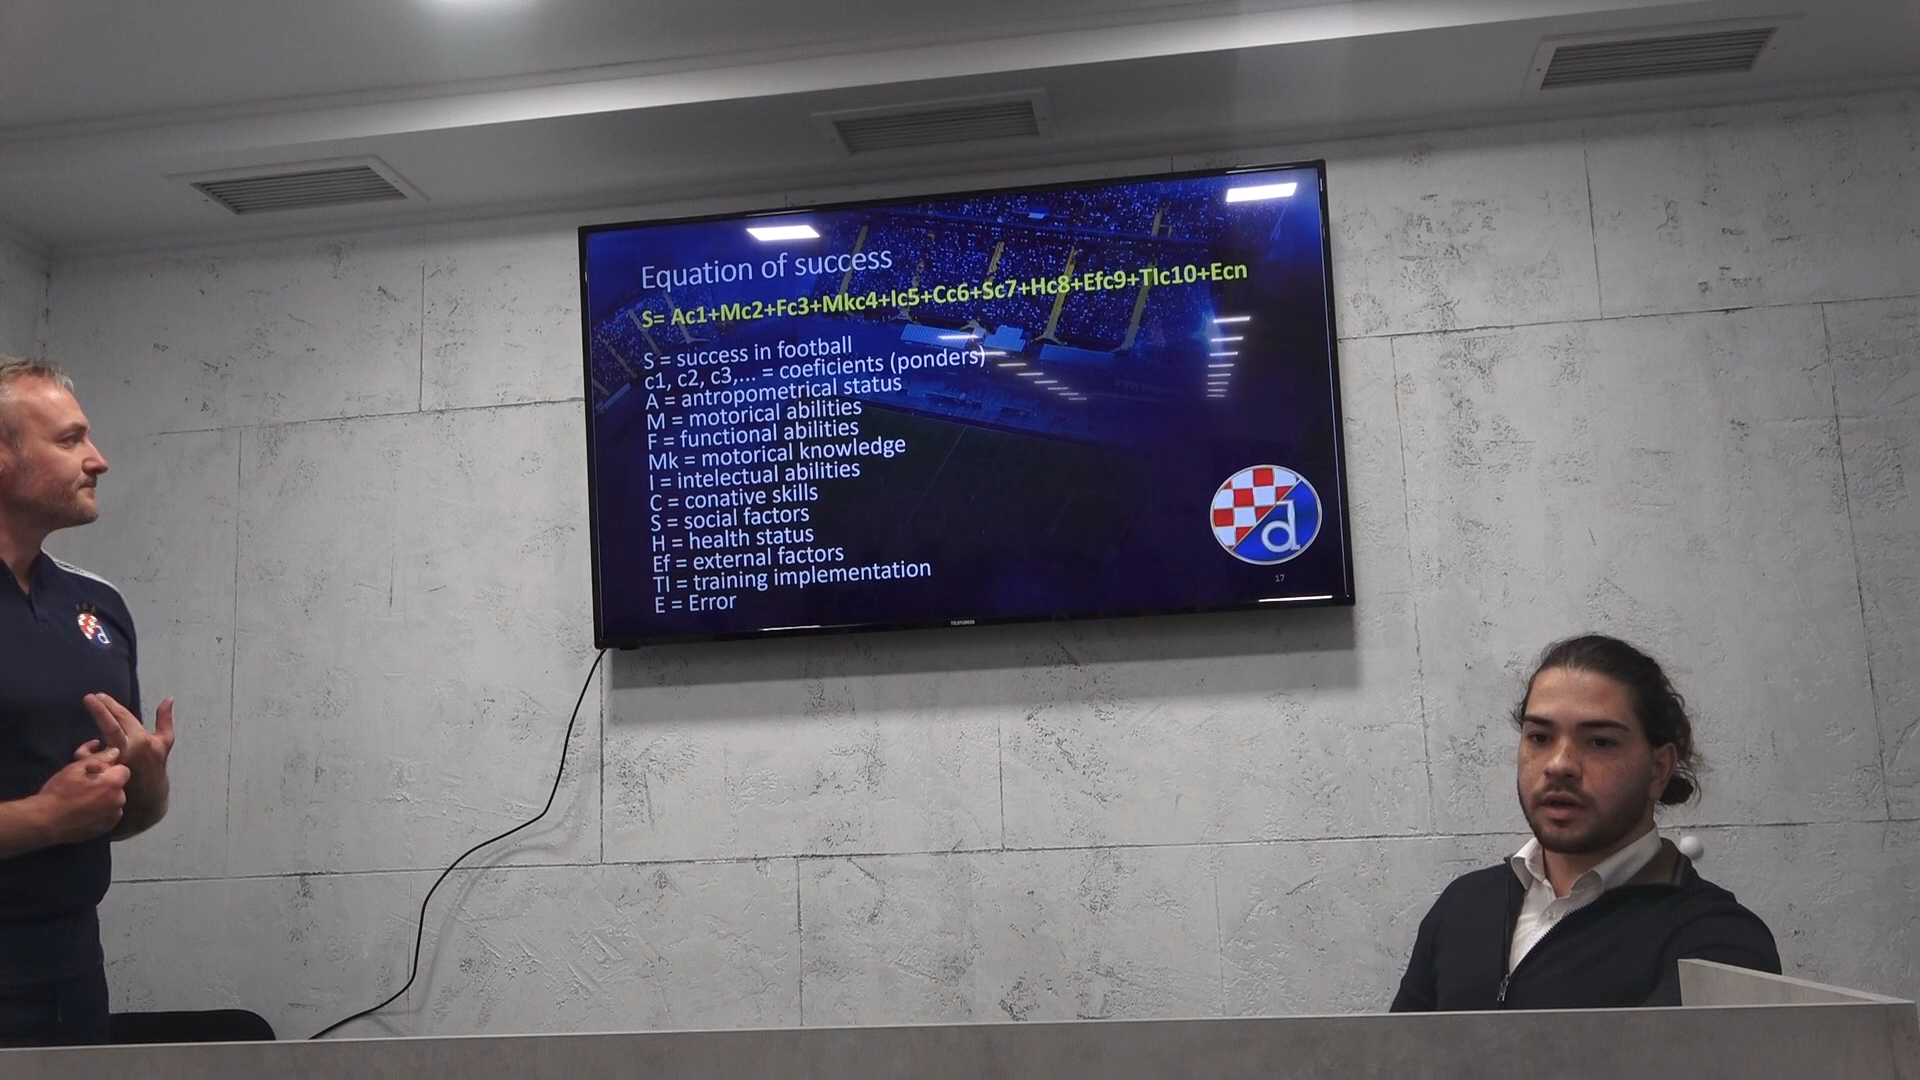 Equation of success
S= Ac1+Mc2+Fc3+Mkc4+Ic5+Cc6+Sc7+Hc8+Efc9+TIc10+Ecn
S = success in football
c1, c2, c3,... = coeficients (ponders)
A = antropometrical status
M = motorical abilities
F = functional abilities
Mk = motorical knowledge
I = intelectual abilities
C = conative skills
S = social factors
H = health status
Ef = external factors
TI = training implementation
E = Error
d
17
TELEFUNKEN